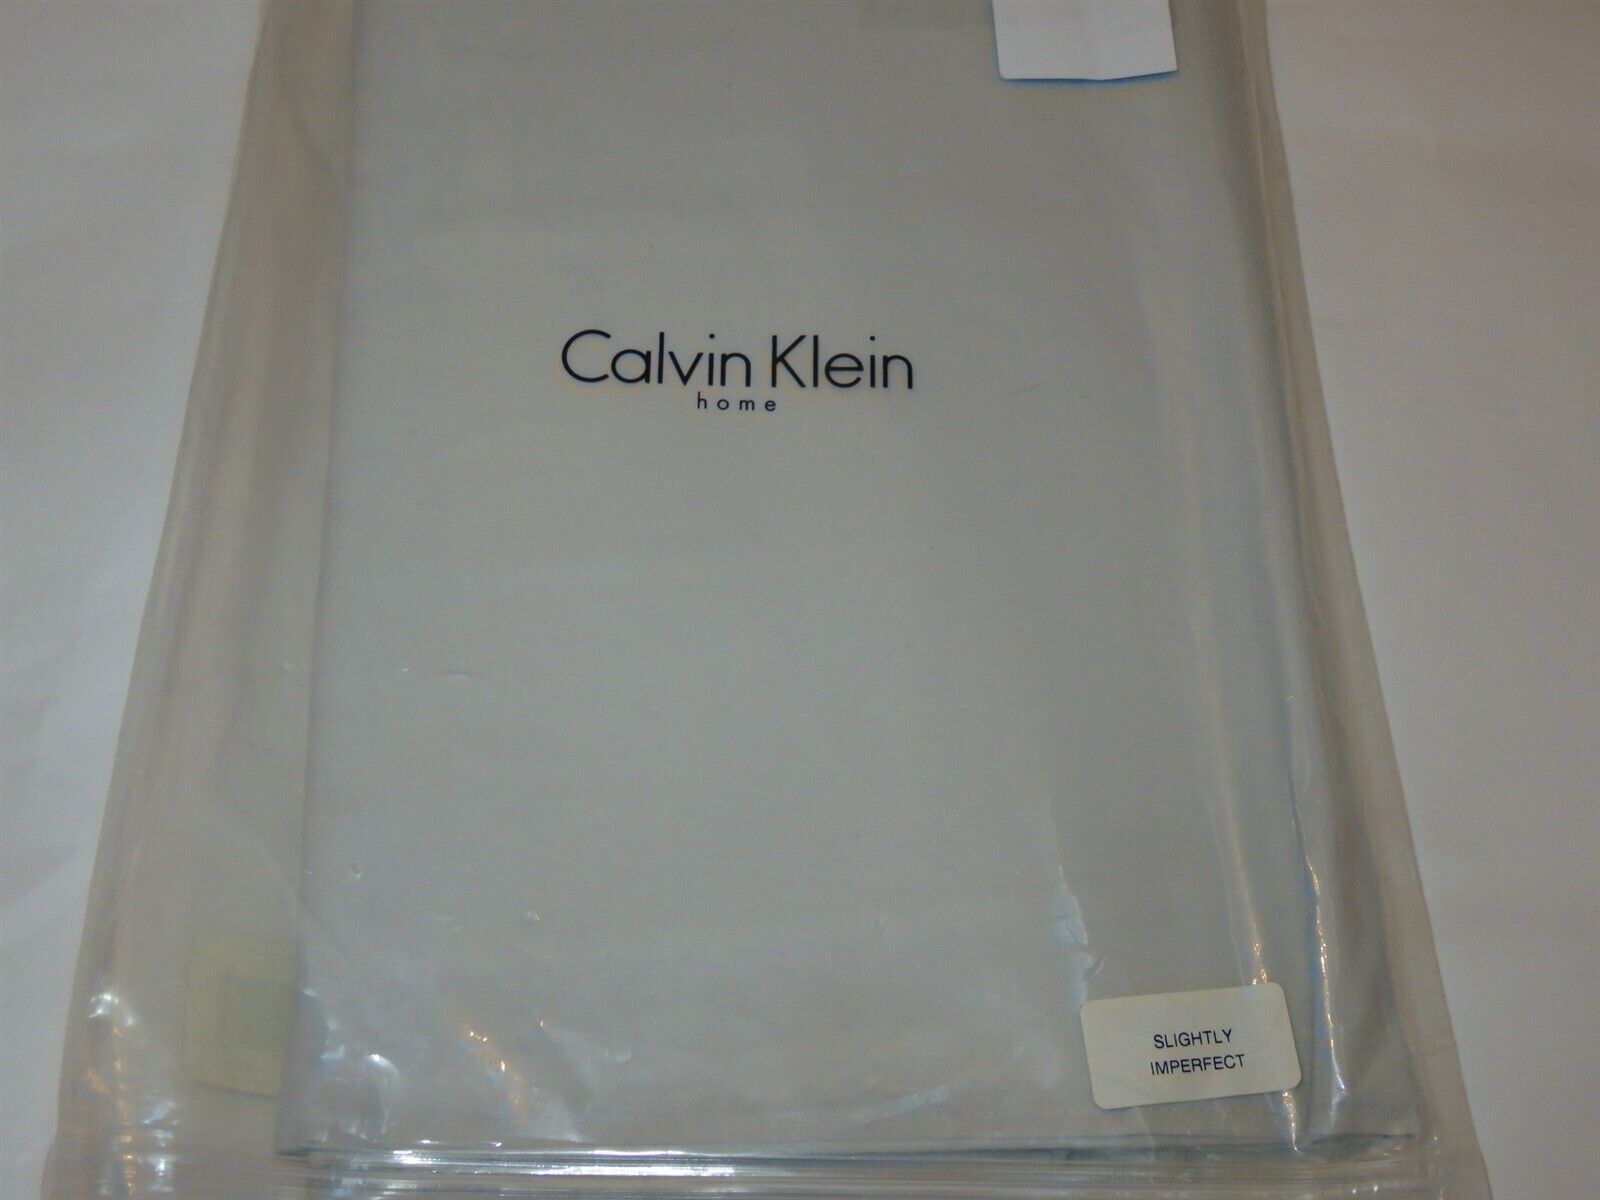 Calvin Klein
home
SLIGHTLY
IMPERFECT